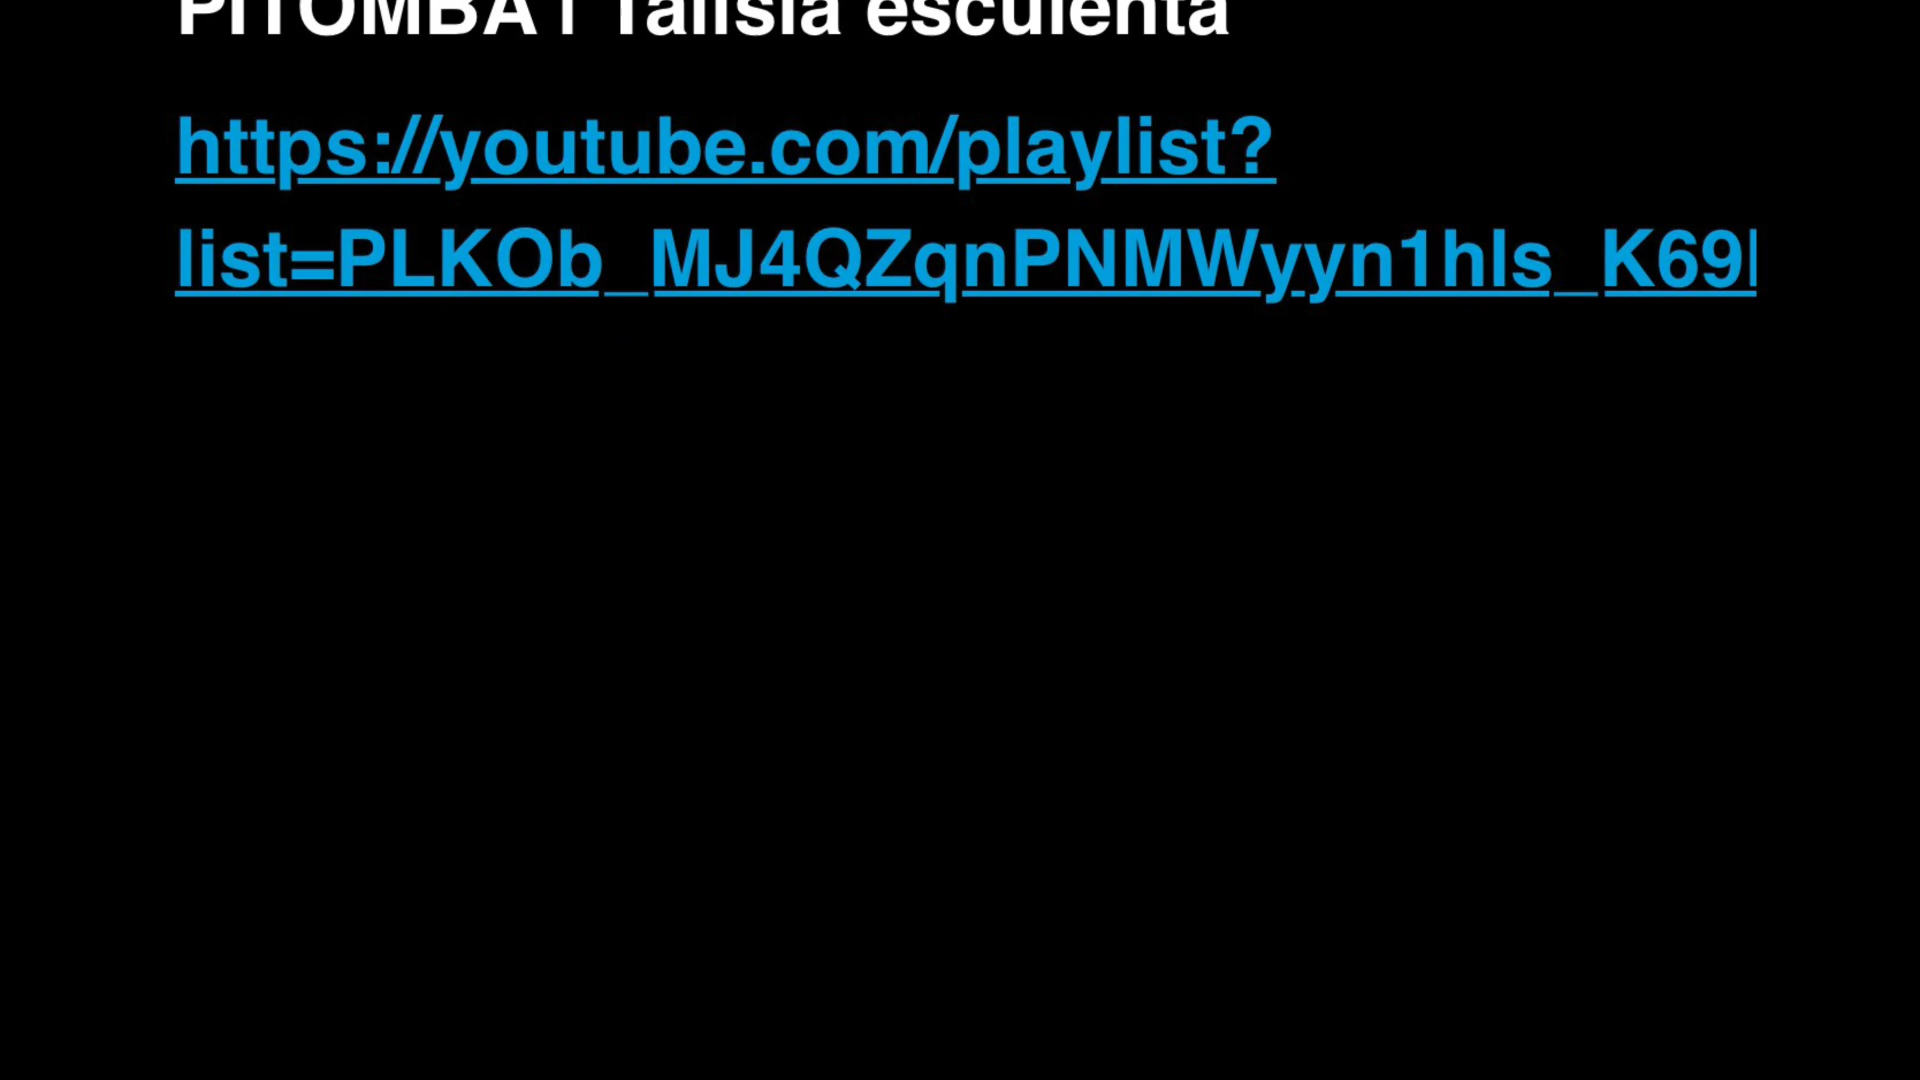 PITOMBA | Talisia esculenta
https://youtube.com/playlist?
list=PLKOb_MJ4QZqnPNMWyyn1hls_K69